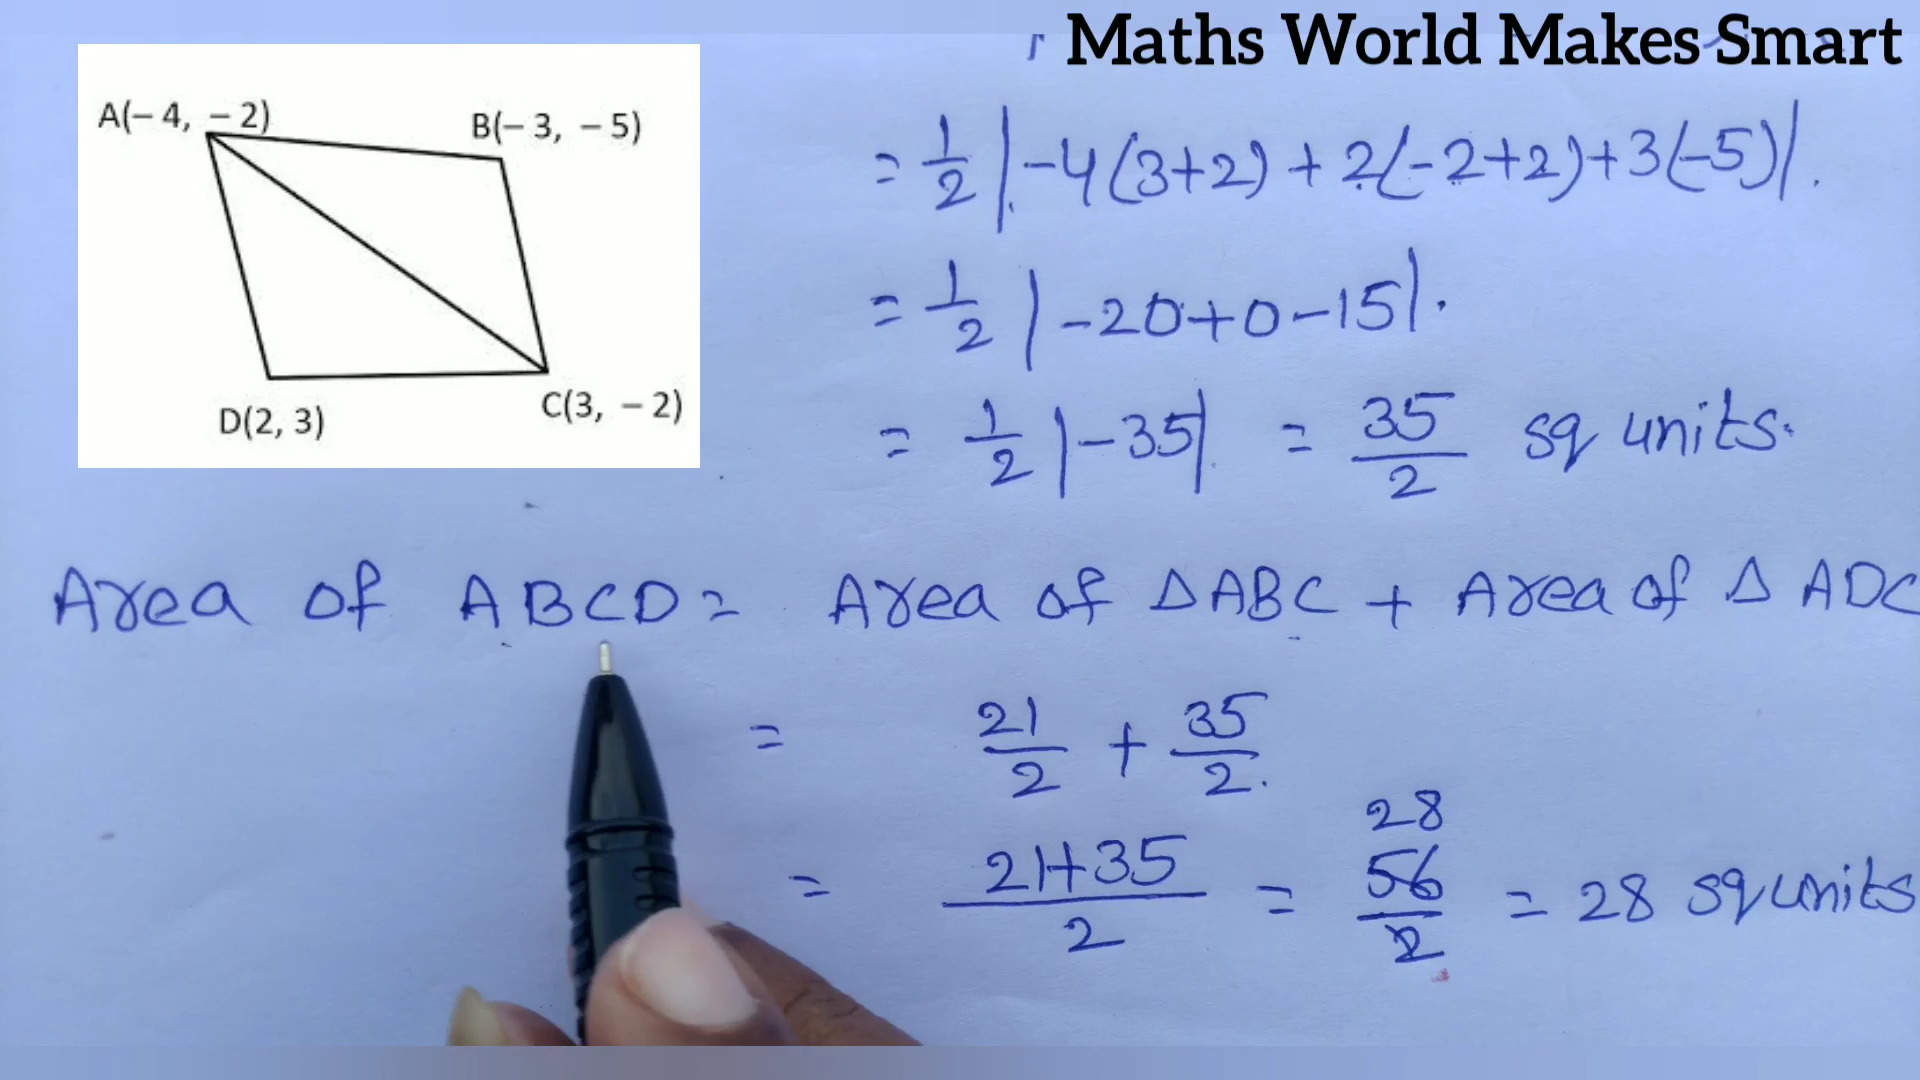 Maths World Makes Smart
A(– 4, – 2)
B(– 3, – 5)
D(2, 3)
C(3, – 2)
= 1/2 |-4(3+2) + 2(-2+2)+3(-5)|.
= 1/2 |-20+0-15|.
= 1/2 |-35| = 35/2 sq units.
Area of ABCD = Area of ΔABC + Area of Δ ADC
= 21/2 + 35/2.
= 21+35/2 = 28 56/2 = 28 sq units